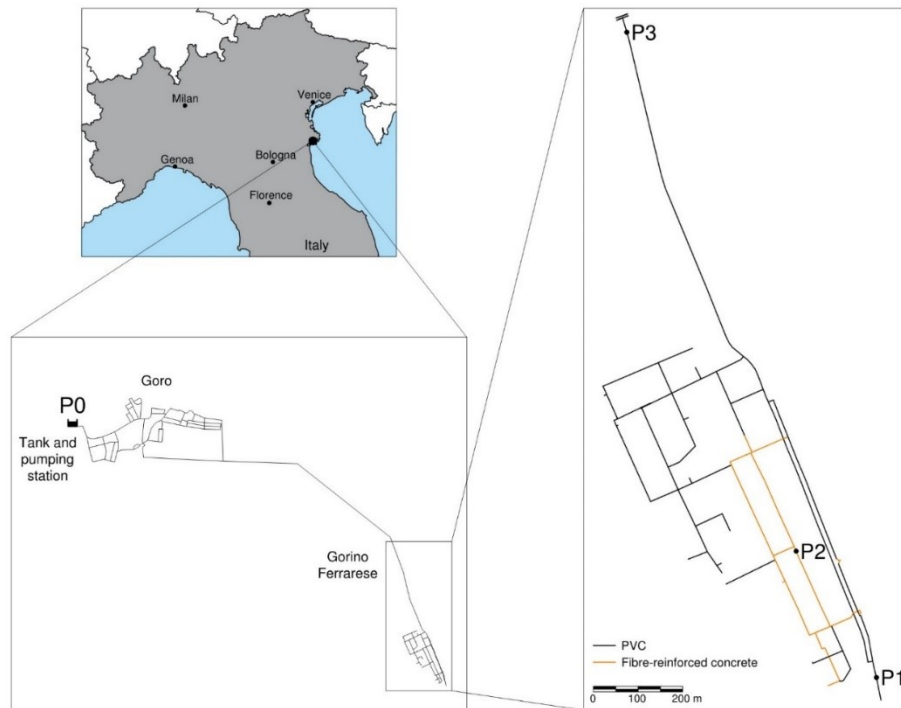 Milan
Venice
Genoa
Bologna
Florence
Italy
P0
Goro
Tank and
pumping
station
Gorino
Ferrarese
P3
P2
P1
PVC
Fibre-reinforced concrete
0 100 200 m